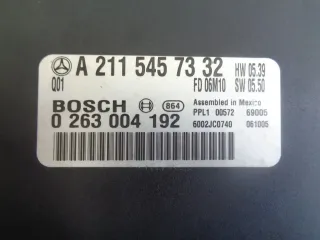 A 211 545 73 32 HW 05.39
Q01 FD 06M10 SW 05.50
BOSCH 864 Assembled in Mexico
0 263 004 192 PPL1 00572 69005
6002JC0740 061005